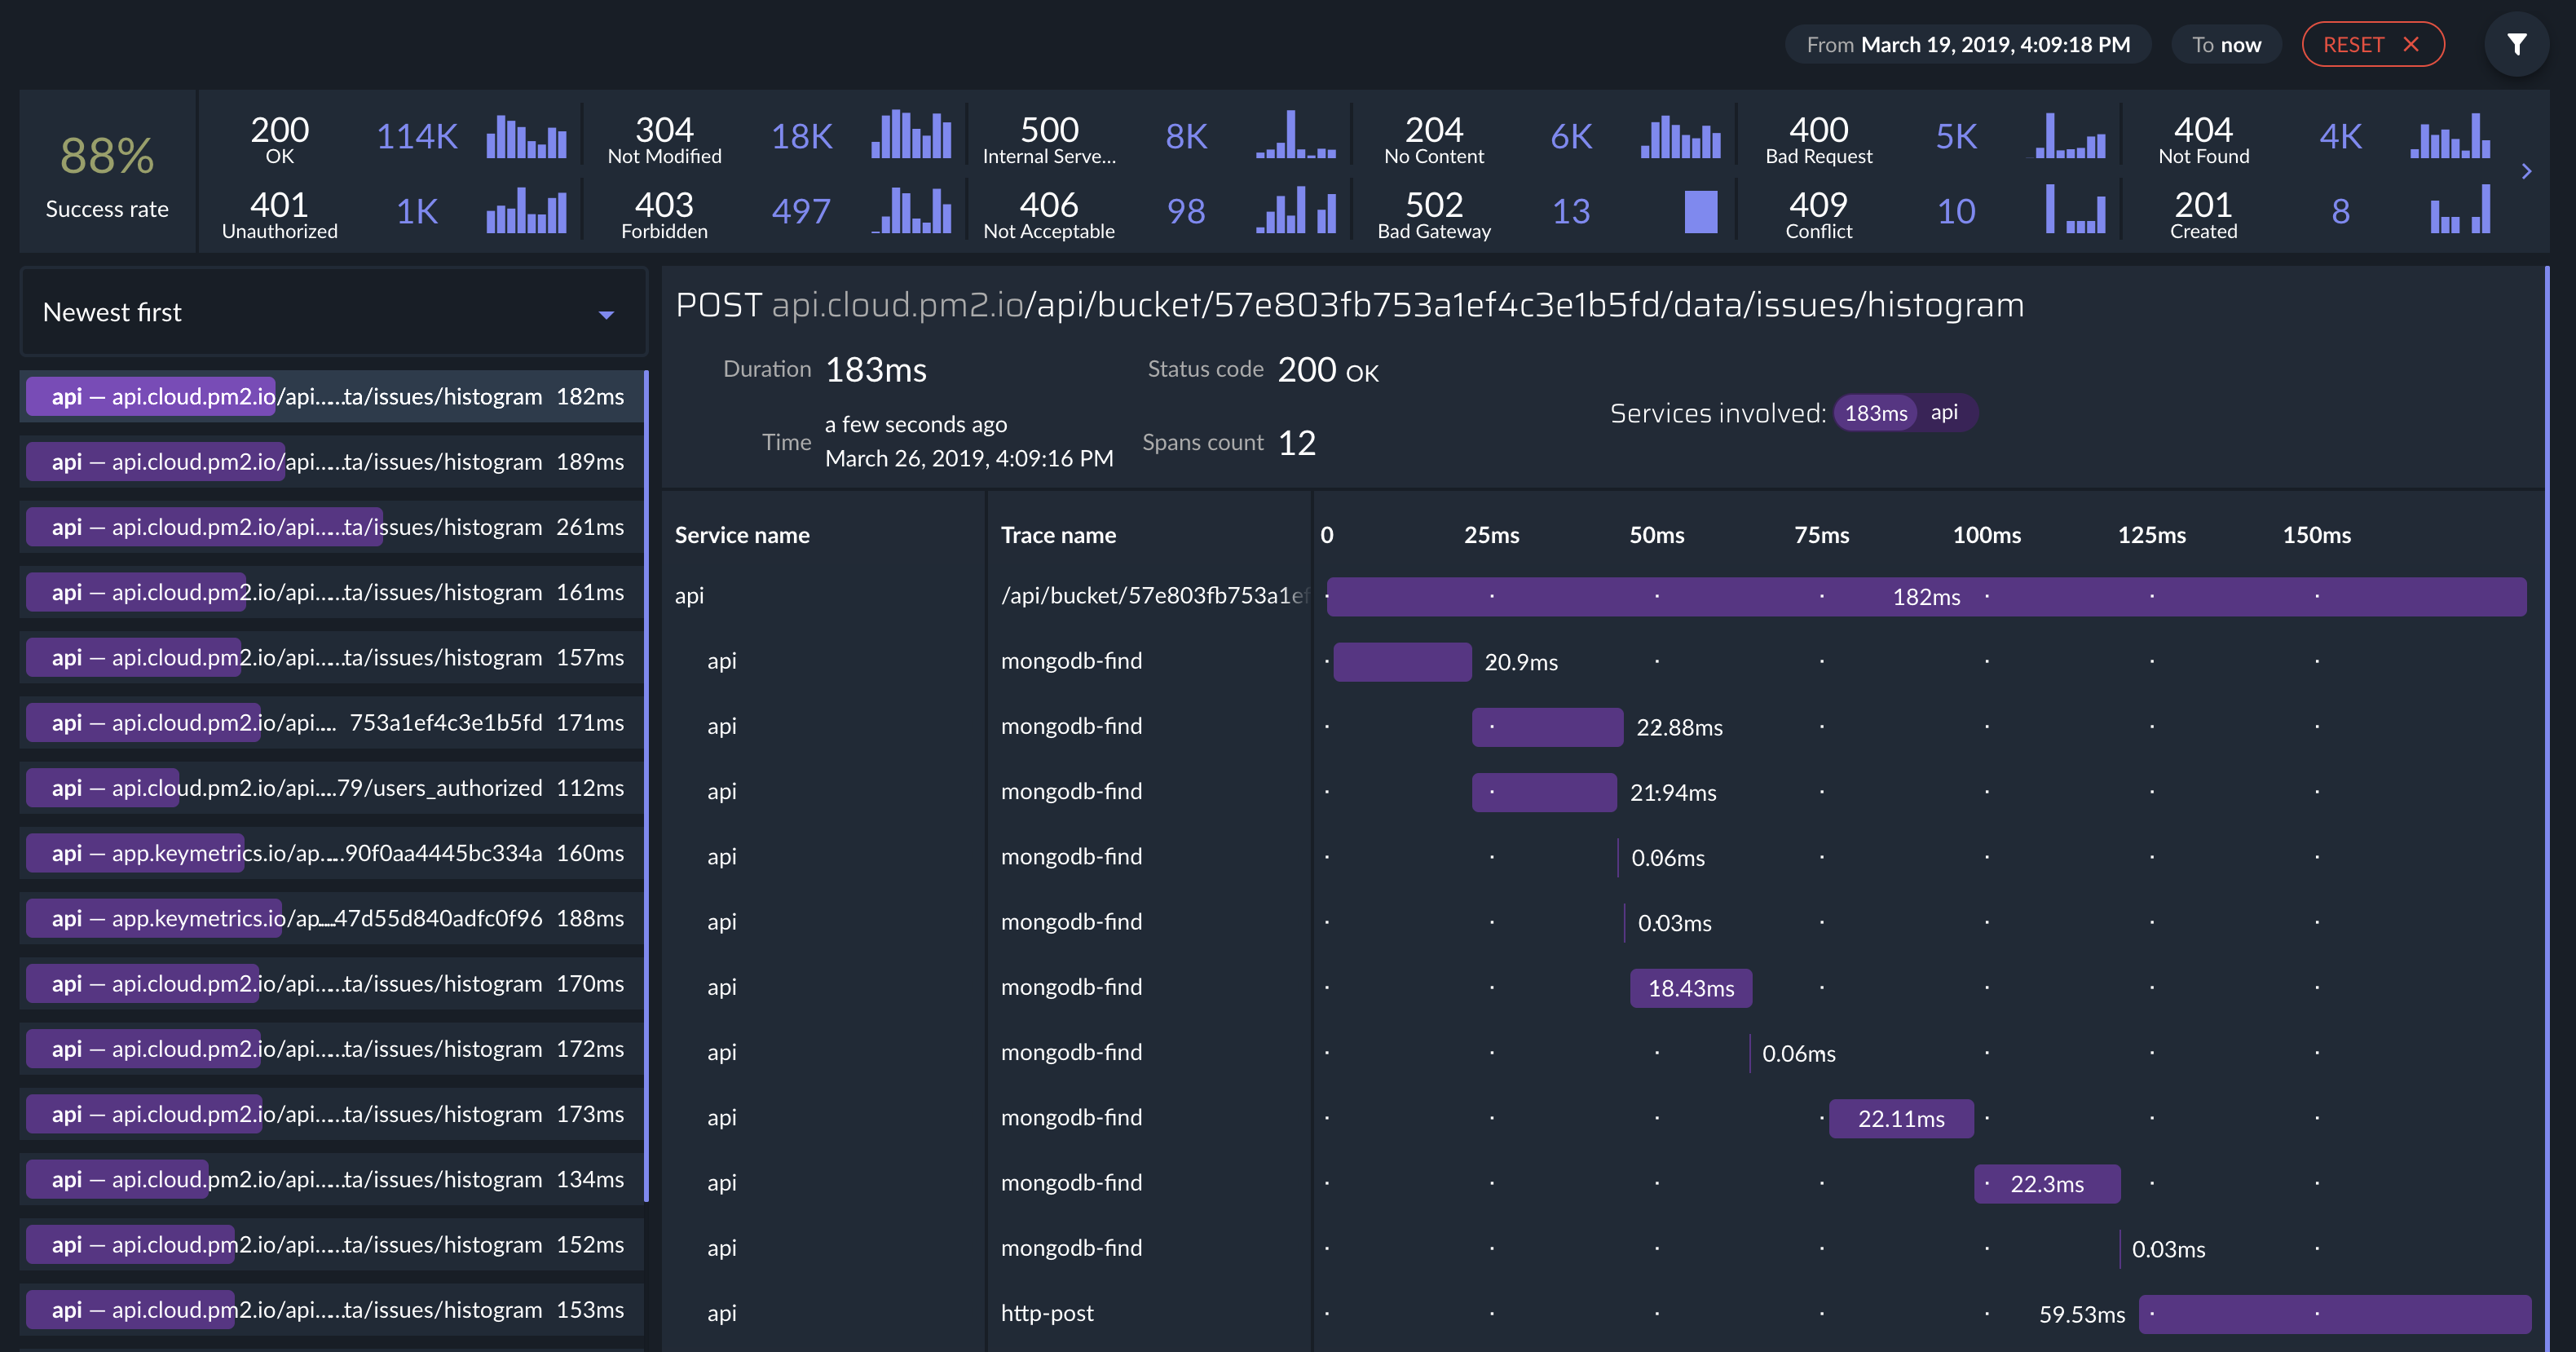 From March 19, 2019, 4:09:18 PM To now RESET
88%
Success rate
200 OK 114K
304 Not Modified 18K
500 Internal Serve... 8K
204 No Content 6K
400 Bad Request 5K
404 Not Found 4K
401 Unauthorized 1K
403 Forbidden 497
406 Not Acceptable 98
502 Bad Gateway 13
409 Conflict 10
201 Created 8
Newest first
api — api.cloud.pm2.io/api......ta/issues/histogram 182ms
api — api.cloud.pm2.io/api......ta/issues/histogram 189ms
api — api.cloud.pm2.io/api......ta/issues/histogram 261ms
api — api.cloud.pm2.io/api......ta/issues/histogram 161ms
api — api.cloud.pm2.io/api......ta/issues/histogram 157ms
api — api.cloud.pm2.io/api.... 753a1ef4c3e1b5fd 171ms
api — api.cloud.pm2.io/api....79/users_authorized 112ms
api — app.keymetrics.io/ap....90f0aa4445bc334a 160ms
api — app.keymetrics.io/ap....47d55d840adfc0f96 188ms
api — api.cloud.pm2.io/api......ta/issues/histogram 170ms
api — api.cloud.pm2.io/api......ta/issues/histogram 172ms
api — api.cloud.pm2.io/api......ta/issues/histogram 173ms
api — api.cloud.pm2.io/api......ta/issues/histogram 134ms
api — api.cloud.pm2.io/api......ta/issues/histogram 152ms
api — api.cloud.pm2.io/api......ta/issues/histogram 153ms
POST api.cloud.pm2.io/api/bucket/57e803fb753a1ef4c3e1b5fd/data/issues/histogram
Duration 183ms
Status code 200 OK
Time a few seconds ago
March 26, 2019, 4:09:16 PM
Spans count 12
Services involved: 183ms api
Service name Trace name 0 25ms 50ms 75ms 100ms 125ms 150ms
api /api/bucket/57e803fb753a1ef 182ms
api mongodb-find 20.9ms
api mongodb-find 22.88ms
api mongodb-find 21.94ms
api mongodb-find 0.06ms
api mongodb-find 0.03ms
api mongodb-find 18.43ms
api mongodb-find 0.06ms
api mongodb-find 22.11ms
api mongodb-find 22.3ms
api mongodb-find 0.03ms
api http-post 59.53ms